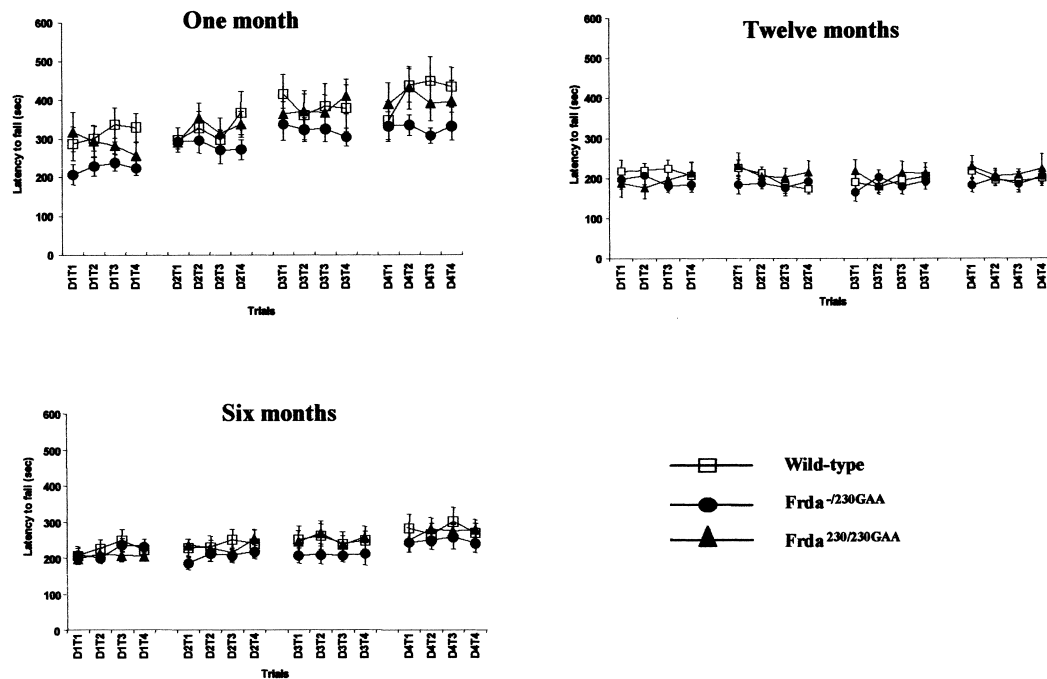 One month
Latency to fall (sec)
600
500
400
300
200
100
0
D1T1
D1T2
D1T3
D1T4
D2T1
D2T2
D2T3
D2T4
D3T1
D3T2
D3T3
D3T4
D4T1
D4T2
D4T3
D4T4
Trials
Twelve months
Latency to fall (sec)
600
500
400
300
200
100
0
D1T1
D1T2
D1T3
D1T4
D2T1
D2T2
D2T3
D2T4
D3T1
D3T2
D3T3
D3T4
D4T1
D4T2
D4T3
D4T4
Trials
Six months
Latency to fall (sec)
600
500
400
300
200
100
0
D1T1
D1T2
D1T3
D1T4
D2T1
D2T2
D2T3
D2T4
D3T1
D3T2
D3T3
D3T4
D4T1
D4T2
D4T3
D4T4
Trials
Wild-type
Frda-/230GAA
Frda230/230GAA